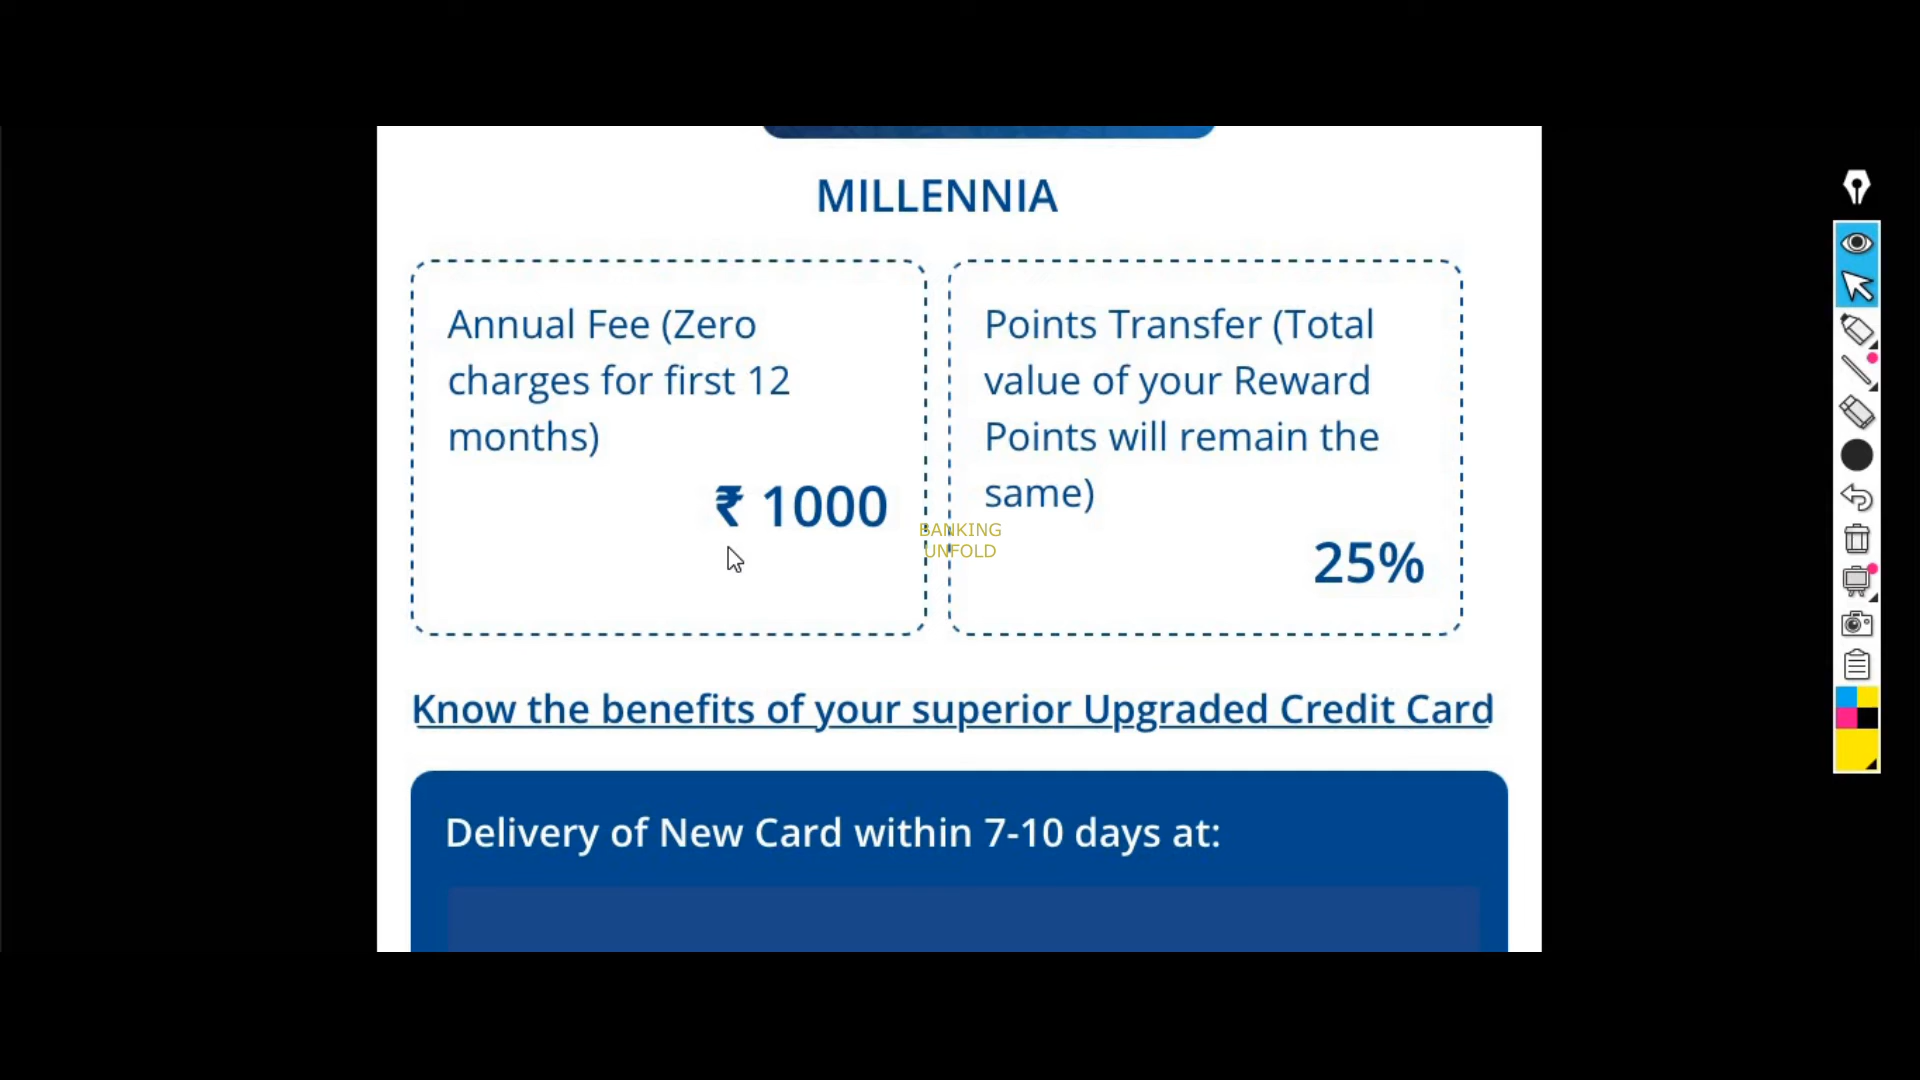 MILLENNIA
Annual Fee (Zero
charges for first 12
months)
₹ 1000
Points Transfer (Total
value of your Reward
Points will remain the
same)
25%
BANKING
UNFOLD
Know the benefits of your superior Upgraded Credit Card
Delivery of New Card within 7-10 days at: